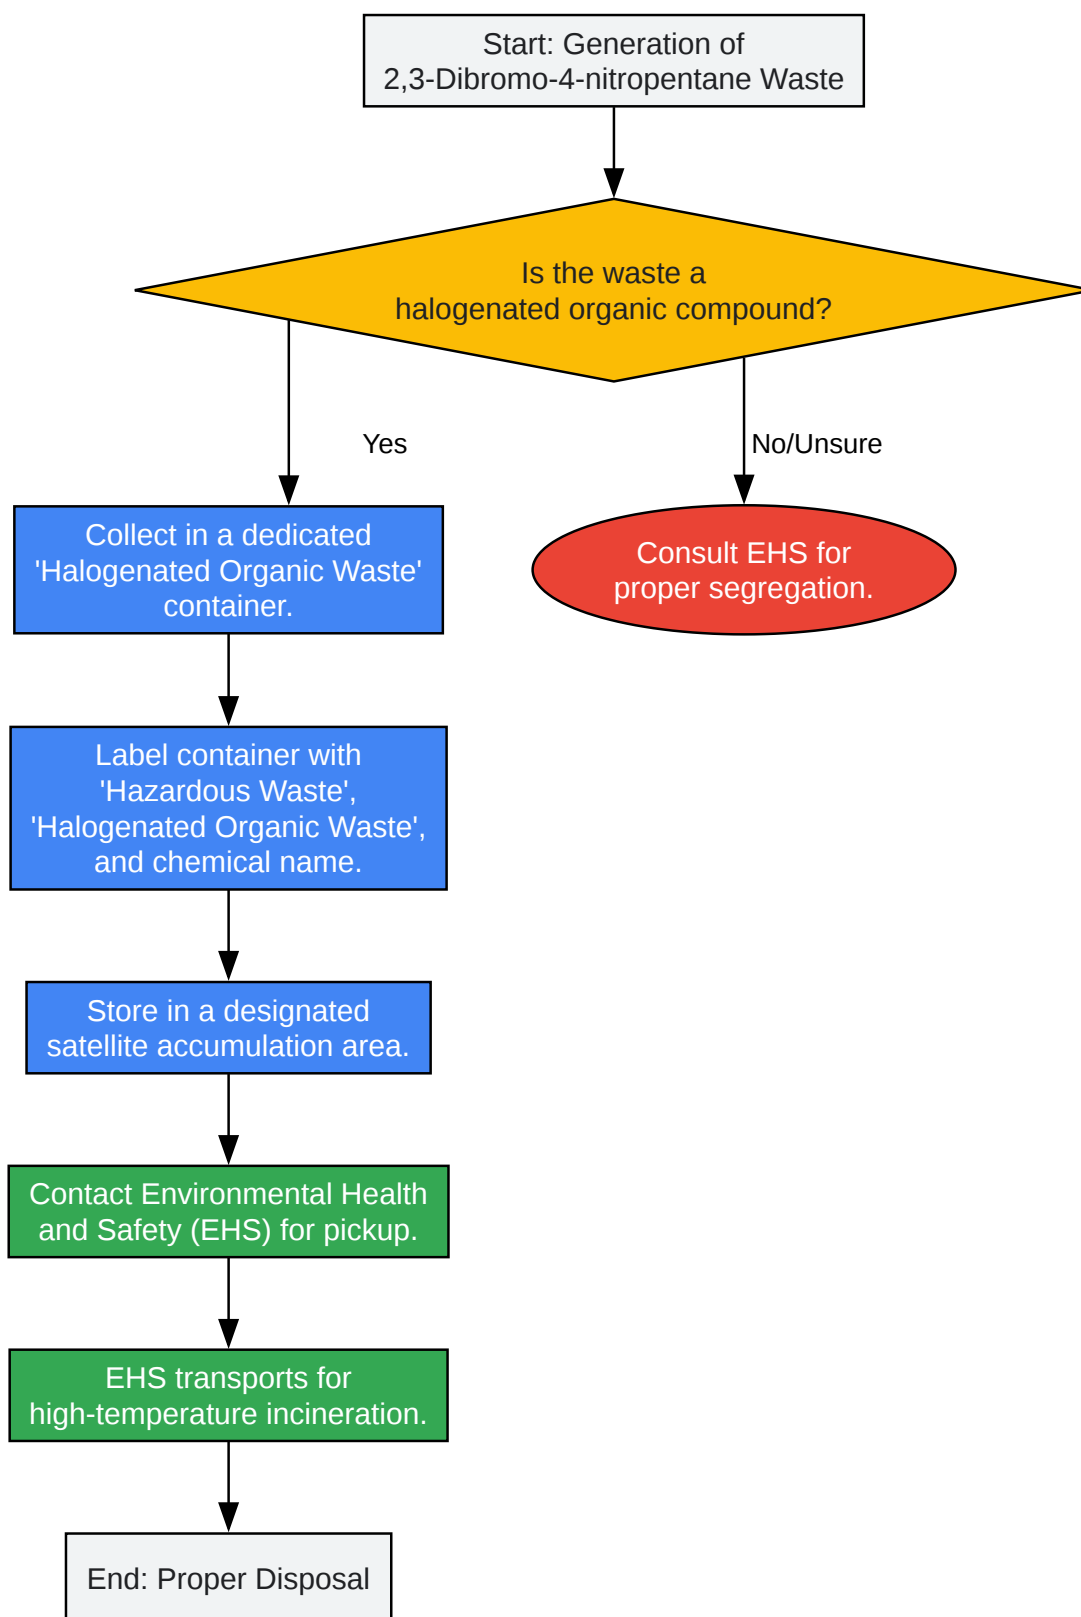 Start: Generation of
2,3-Dibromo-4-nitropentane Waste
Is the waste a
halogenated organic compound?
Yes
No/Unsure
Collect in a dedicated
'Halogenated Organic Waste'
container.
Consult EHS for
proper segregation.
Label container with
'Hazardous Waste',
'Halogenated Organic Waste',
and chemical name.
Store in a designated
satellite accumulation area.
Contact Environmental Health
and Safety (EHS) for pickup.
EHS transports for
high-temperature incineration.
End: Proper Disposal